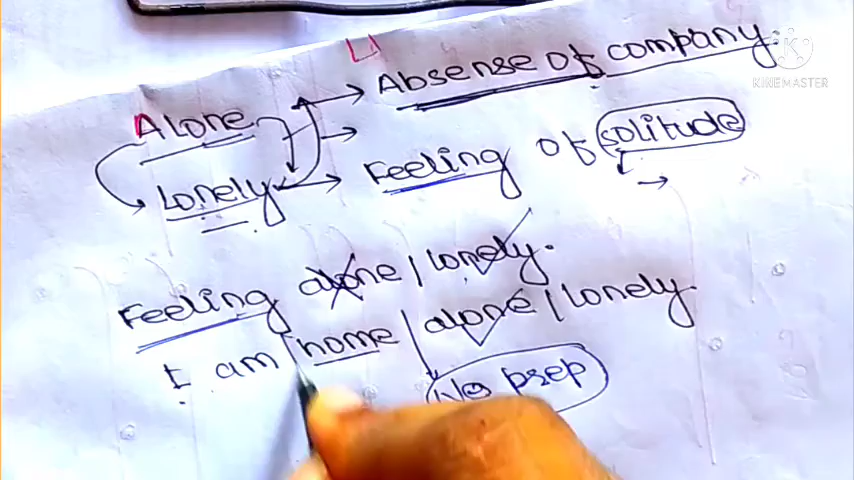 Alone → Absense of company.
Lonely → Feeling of solitude
Feeling alone / lonely.
I am home / alone / lonely.
No prep
KINEMASTER